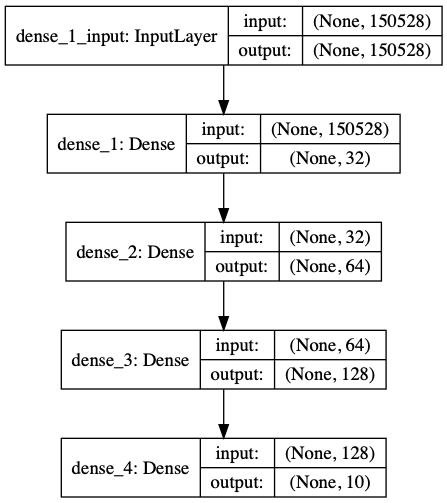 dense_1_input: InputLayer
input: (None, 150528)
output: (None, 150528)
dense_1: Dense
input: (None, 150528)
output: (None, 32)
dense_2: Dense
input: (None, 32)
output: (None, 64)
dense_3: Dense
input: (None, 64)
output: (None, 128)
dense_4: Dense
input: (None, 128)
output: (None, 10)